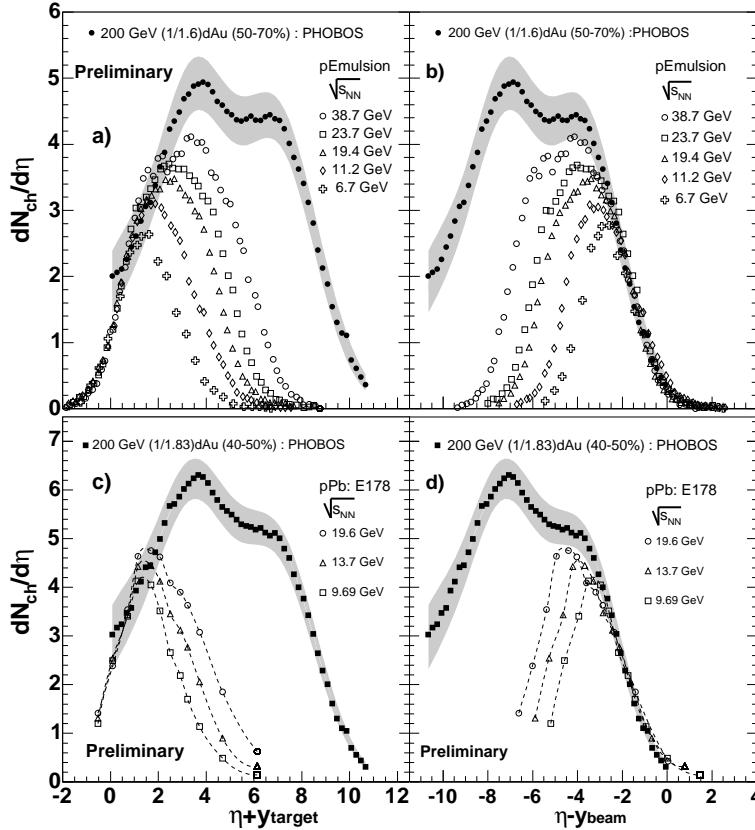 200 GeV (1/1.6)dAu (50-70%) : PHOBOS
Preliminary
a)
pEmulsion
√sNN
38.7 GeV
23.7 GeV
19.4 GeV
11.2 GeV
6.7 GeV
dNch/dη
6
5
4
3
2
1
0
200 GeV (1/1.6)dAu (50-70%) : PHOBOS
b)
pEmulsion
√sNN
38.7 GeV
23.7 GeV
19.4 GeV
11.2 GeV
6.7 GeV
200 GeV (1/1.83)dAu (40-50%) : PHOBOS
c)
pPb: E178
√sNN
19.6 GeV
13.7 GeV
9.69 GeV
Preliminary
dNch/dη
7
6
5
4
3
2
1
0
-2 0 2 4 6 8 10 12
η+ytarget
200 GeV (1/1.83)dAu (40-50%) : PHOBOS
d)
pPb: E178
√sNN
19.6 GeV
13.7 GeV
9.69 GeV
Preliminary
-10 -8 -6 -4 -2 0 2 4
η-ybeam